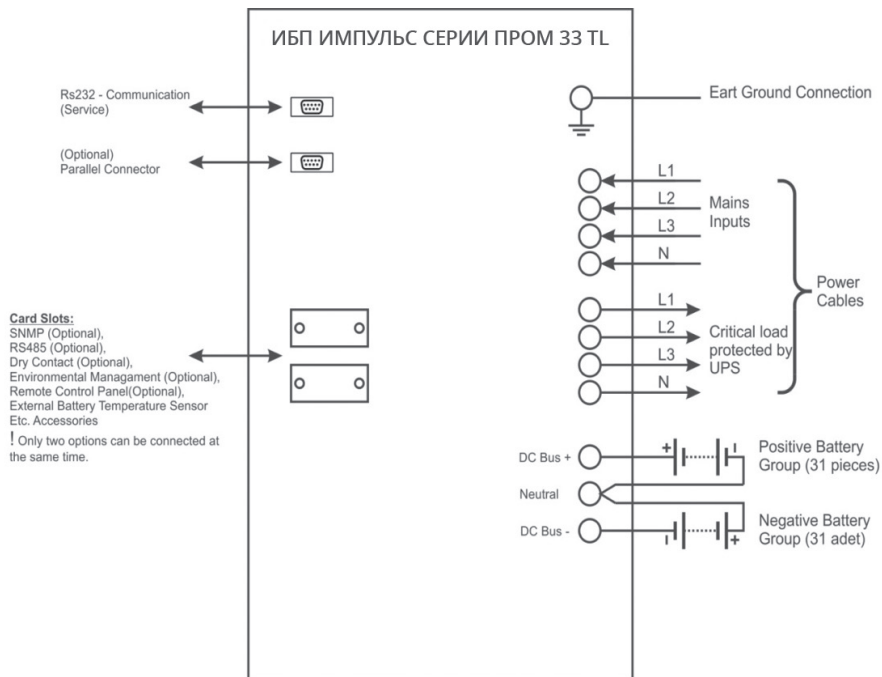 ИБП ИМПУЛЬС СЕРИИ ПРОМ 33 TL
Rs232 - Communication
(Service)
(Optional)
Parallel Connector
Card Slots:
SNMP (Optional),
RS485 (Optional),
Dry Contact (Optional),
Environmental Managament (Optional),
Remote Control Panel(Optional),
External Battery Temperature Sensor
Etc. Accessories
! Only two options can be connected at
the same time.
Eart Ground Connection
L1
L2
L3
N
Mains
Inputs
L1
L2
L3
N
Critical load
protected by
UPS
Power
Cables
DC Bus +
Neutral
DC Bus -
+
-
Positive Battery
Group (31 pieces)
-
+
Negative Battery
Group (31 adet)